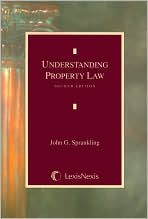 UNDERSTANDING
PROPERTY LAW
SECOND EDITION
John G. Sprankling
LexisNexis